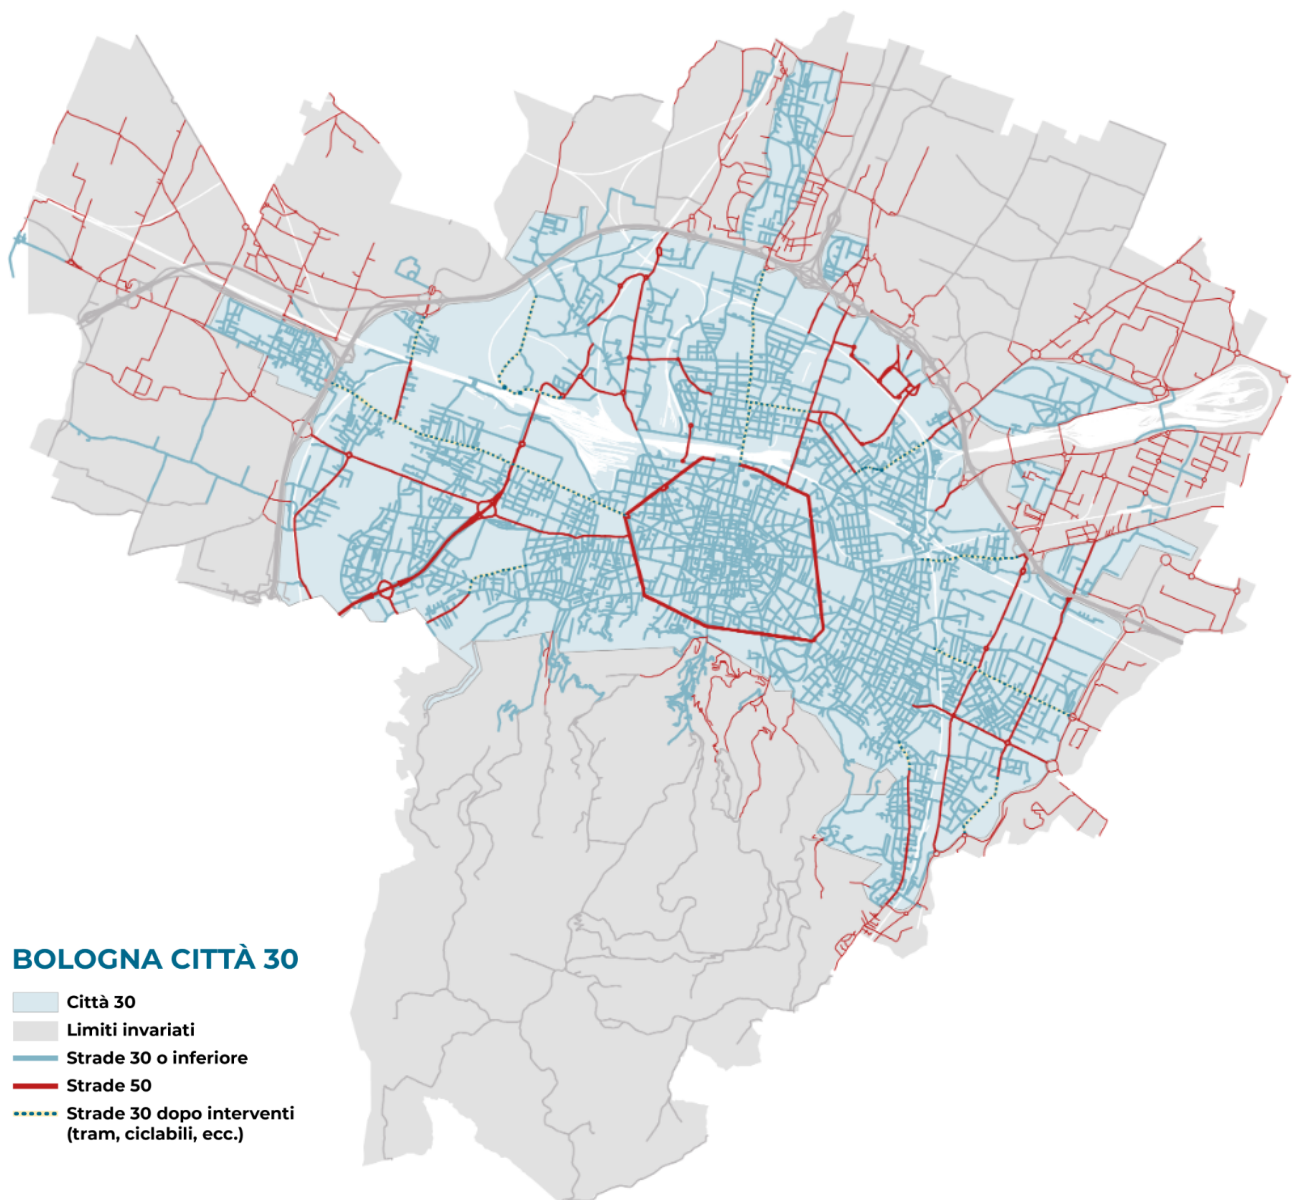 BOLOGNA CITTÀ 30
Città 30
Limiti invariati
Strade 30 o inferiore
Strade 50
Strade 30 dopo interventi
(tram, ciclabili, ecc.)